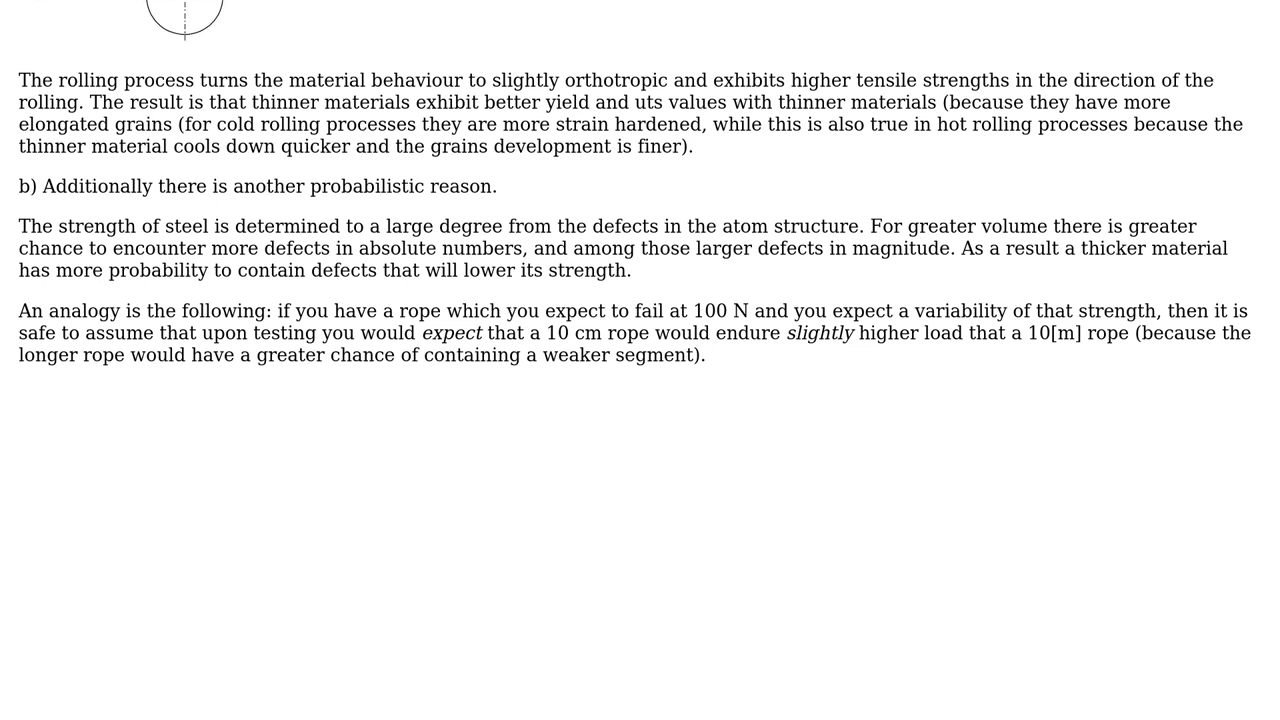 The rolling process turns the material behaviour to slightly orthotropic and exhibits higher tensile strengths in the direction of the
rolling. The result is that thinner materials exhibit better yield and uts values with thinner materials (because they have more
elongated grains (for cold rolling processes they are more strain hardened, while this is also true in hot rolling processes because the
thinner material cools down quicker and the grains development is finer).
b) Additionally there is another probabilistic reason.
The strength of steel is determined to a large degree from the defects in the atom structure. For greater volume there is greater
chance to encounter more defects in absolute numbers, and among those larger defects in magnitude. As a result a thicker material
has more probability to contain defects that will lower its strength.
An analogy is the following: if you have a rope which you expect to fail at 100 N and you expect a variability of that strength, then it is
safe to assume that upon testing you would expect that a 10 cm rope would endure slightly higher load that a 10[m] rope (because the
longer rope would have a greater chance of containing a weaker segment).